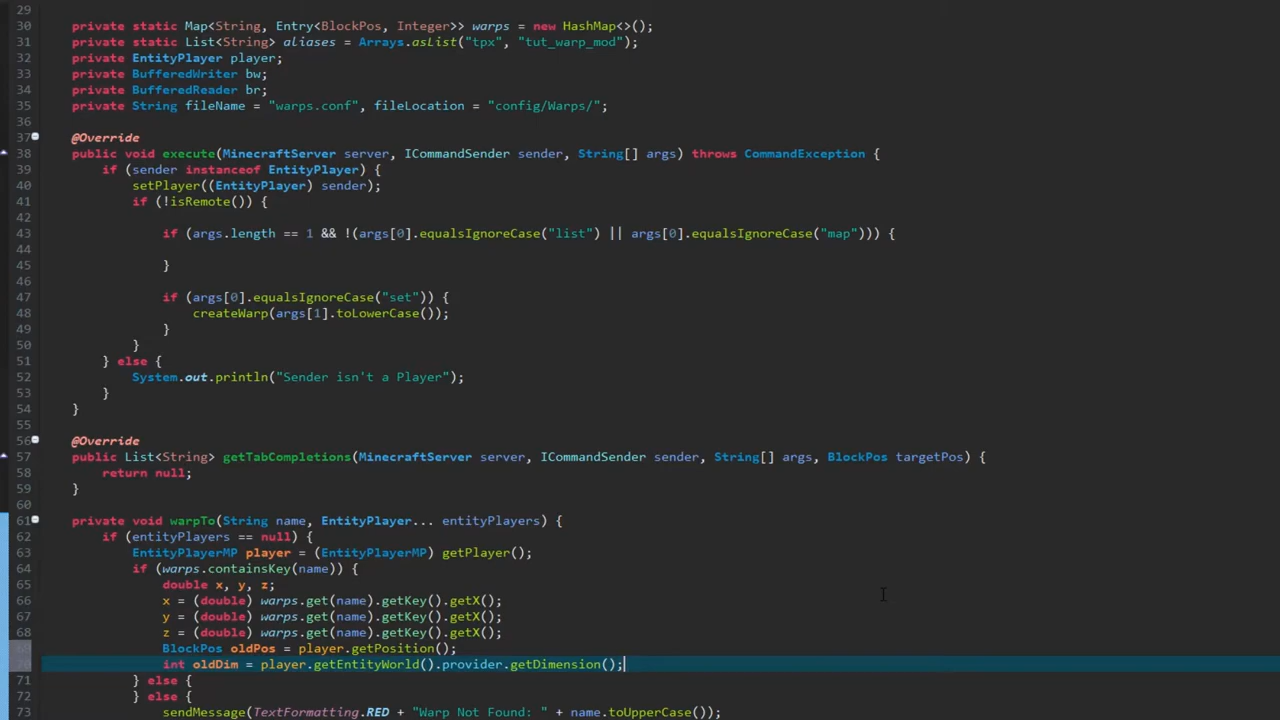 29
30 private static Map<String, Entry<BlockPos, Integer>> warps = new HashMap<>();
31 private static List<String> aliases = Arrays.asList("tpx", "tut_warp_mod");
32 private EntityPlayer player;
33 private BufferedWriter bw;
34 private BufferedReader br;
35 private String fileName = "warps.conf", fileLocation = "config/Warps/";
36
37 @Override
38 public void execute(MinecraftServer server, ICommandSender sender, String[] args) throws CommandException {
39 if (sender instanceof EntityPlayer) {
40 setPlayer((EntityPlayer) sender);
41 if (!isRemote()) {
42
43 if (args.length == 1 && !(args[0].equalsIgnoreCase("list") || args[0].equalsIgnoreCase("map"))) {
44
45 }
46
47 if (args[0].equalsIgnoreCase("set")) {
48 createWarp(args[1].toLowerCase());
49 }
50 }
51 } else {
52 System.out.println("Sender isn't a Player");
53 }
54 }
55
56 @Override
57 public List<String> getTabCompletions(MinecraftServer server, ICommandSender sender, String[] args, BlockPos targetPos) {
58 return null;
59 }
60
61 private void warpTo(String name, EntityPlayer... entityPlayers) {
62 if (entityPlayers == null) {
63 EntityPlayerMP player = (EntityPlayerMP) getPlayer();
64 if (warps.containsKey(name)) {
65 double x, y, z;
66 x = (double) warps.get(name).getKey().getX();
67 y = (double) warps.get(name).getKey().getX();
68 z = (double) warps.get(name).getKey().getX();
69 BlockPos oldPos = player.getPosition();
70 int oldDim = player.getEntityWorld().provider.getDimension();
71 } else {
72 } else {
73 sendMessage(TextFormatting.RED + "Warp Not Found: " + name.toUpperCase());